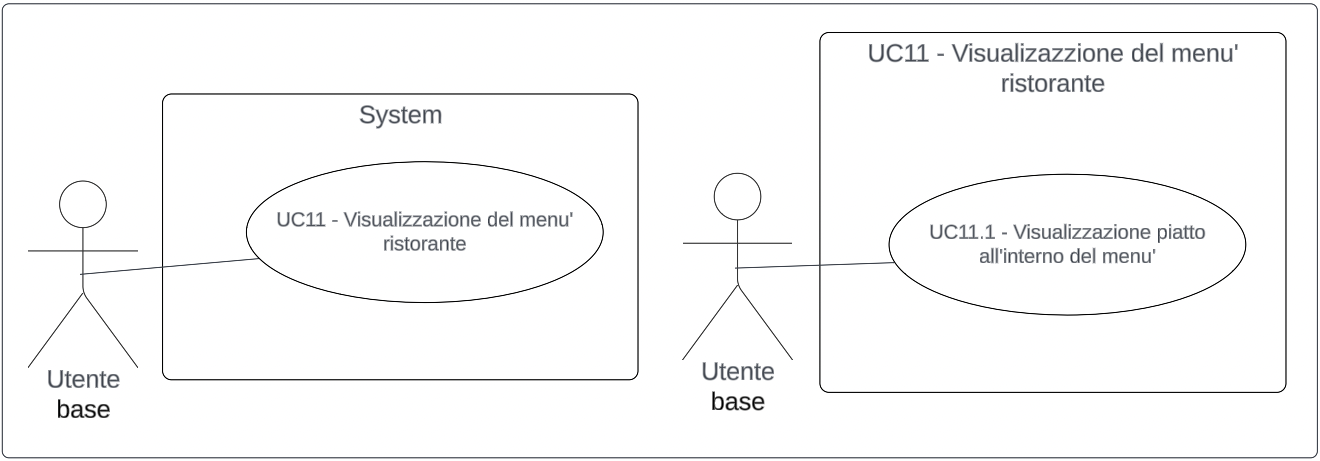 System
UC11 - Visualizzazione del menu'
ristorante
Utente
base
UC11 - Visualizazzione del menu'
ristorante
UC11.1 - Visualizzazione piatto
all'interno del menu'
Utente
base